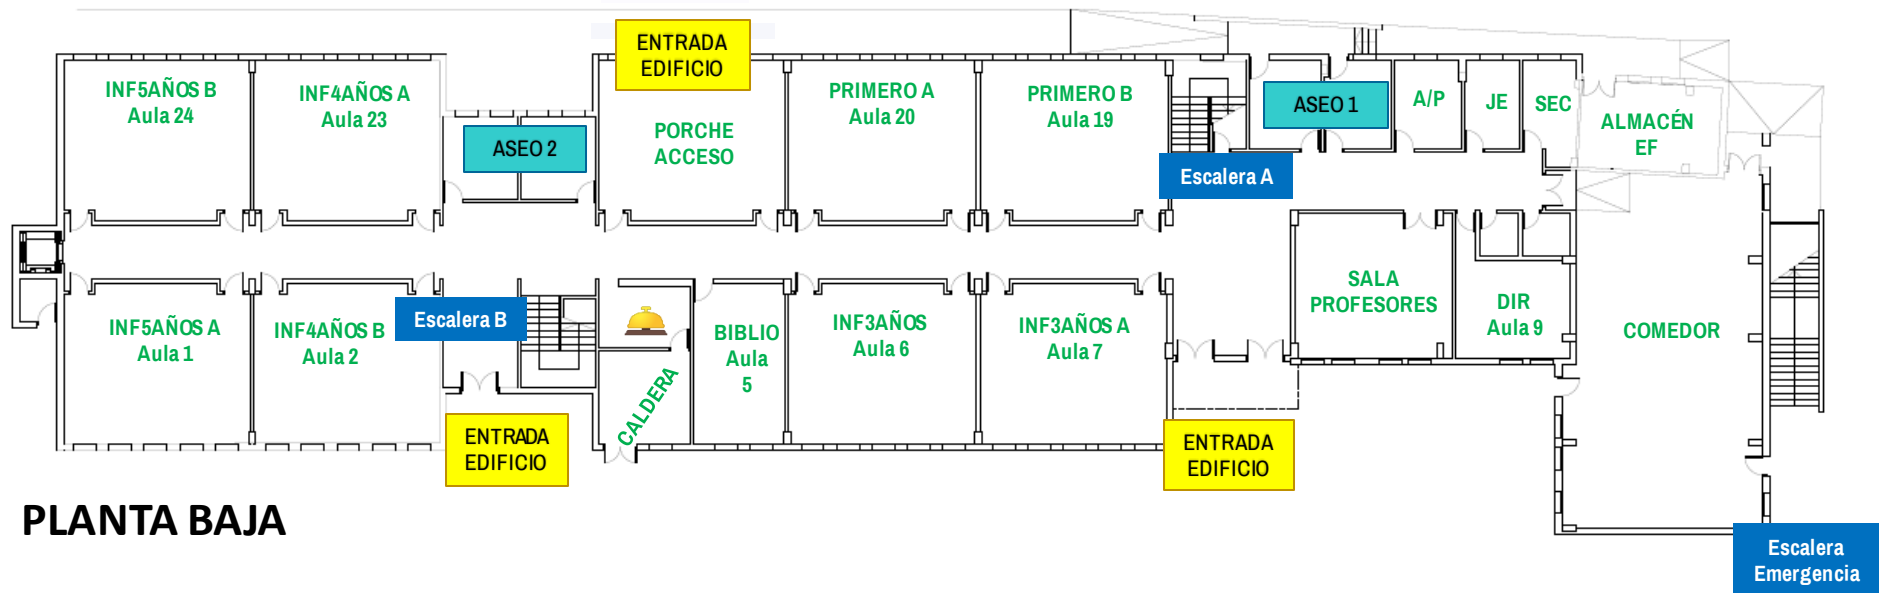 ENTRADA
EDIFICIO
INF5AÑOS B
Aula 24
INF4AÑOS A
Aula 23
ASEO 2
PORCHE
ACCESO
PRIMERO A
Aula 20
PRIMERO B
Aula 19
ASEO 1
A/P
JE
SEC
ALMACÉN
EF
Escalera A
INF5AÑOS A
Aula 1
INF4AÑOS B
Aula 2
Escalera B
CALDERA
BIBLIO
Aula
5
INF3AÑOS
Aula 6
INF3AÑOS A
Aula 7
SALA
PROFESORES
DIR
Aula 9
COMEDOR
ENTRADA
EDIFICIO
ENTRADA
EDIFICIO
PLANTA BAJA
Escalera
Emergencia